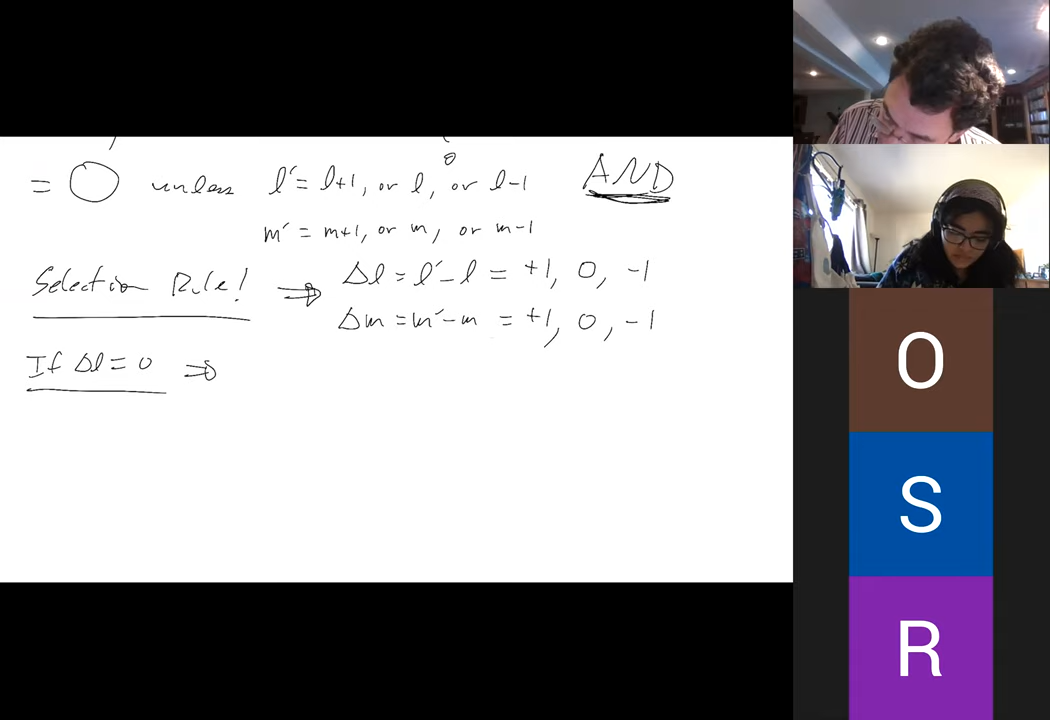 = 0 unless l' = l+1, or l, or l-1 AND
m' = m+1, or m, or m-1
Selection Rule! ⇒ Δl = l'-l = +1, 0, -1
Δm = m'-m = +1, 0, -1
If Δl = 0 ⇒
O
S
R